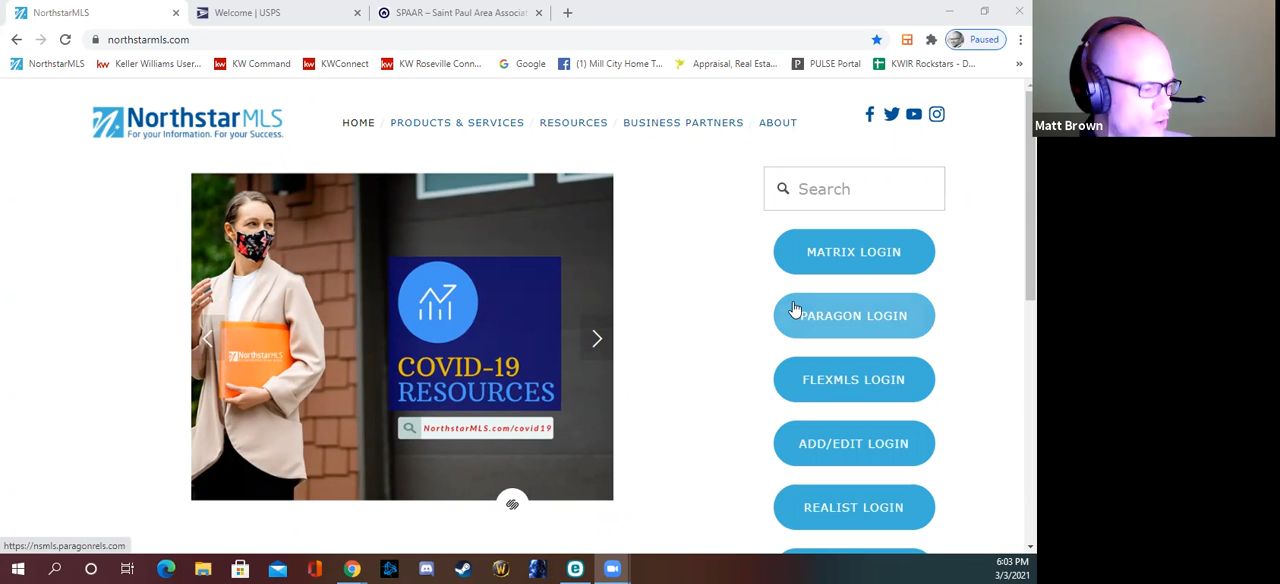 NorthstarMLS
Welcome | USPS
SPAAR – Saint Paul Area Associat
northstarmls.com
Paused
NorthstarMLS
Keller Williams User...
KW Command
KWConnect
KW Roseville Conn...
Google
(1) Mill City Home T...
Appraisal, Real Esta...
PULSE Portal
KWIR Rockstars - D...
»
NorthstarMLS
For your Information. For your Success.
HOME / PRODUCTS & SERVICES / RESOURCES / BUSINESS PARTNERS / ABOUT
Search
MATRIX LOGIN
PARAGON LOGIN
FLEXMLS LOGIN
ADD/EDIT LOGIN
REALIST LOGIN
NorthstarMLS
COVID-19
RESOURCES
NorthstarMLS.com/covid19
https://nsmls.paragonrels.com
6:03 PM
3/3/2021
Matt Brown